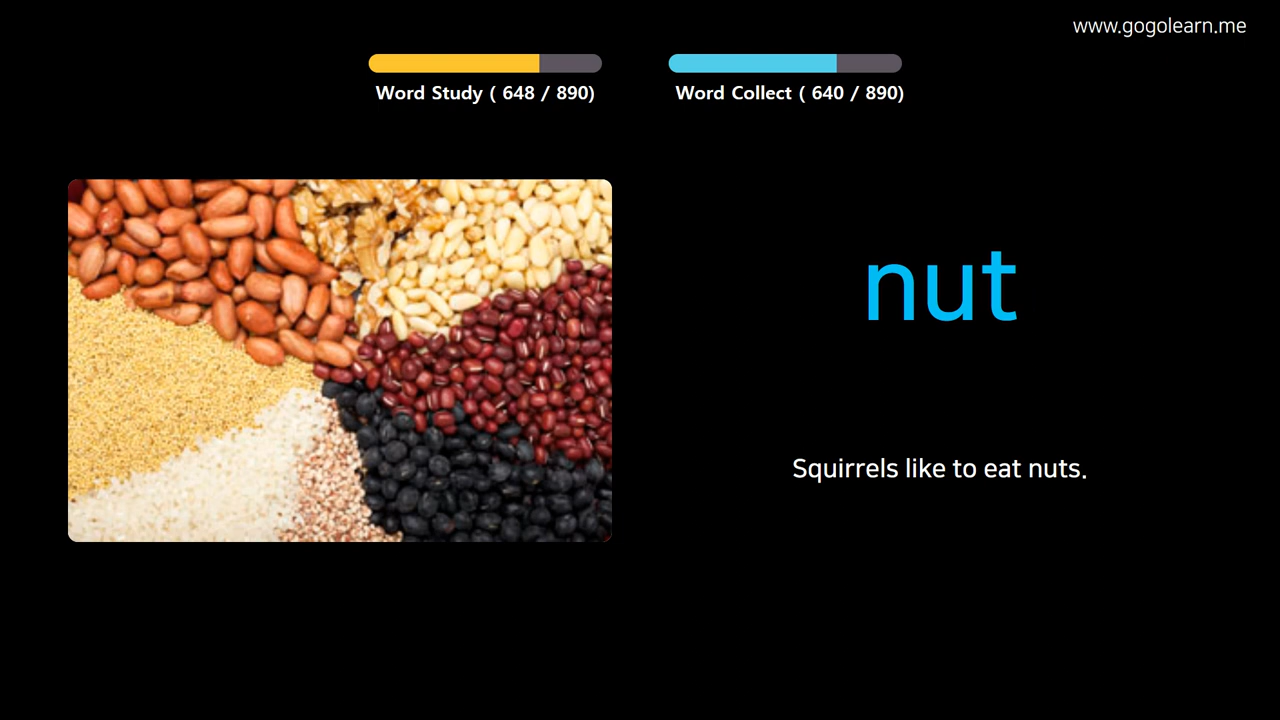 www.gogolearn.me
Word Study ( 648 / 890)
Word Collect ( 640 / 890)
nut
Squirrels like to eat nuts.